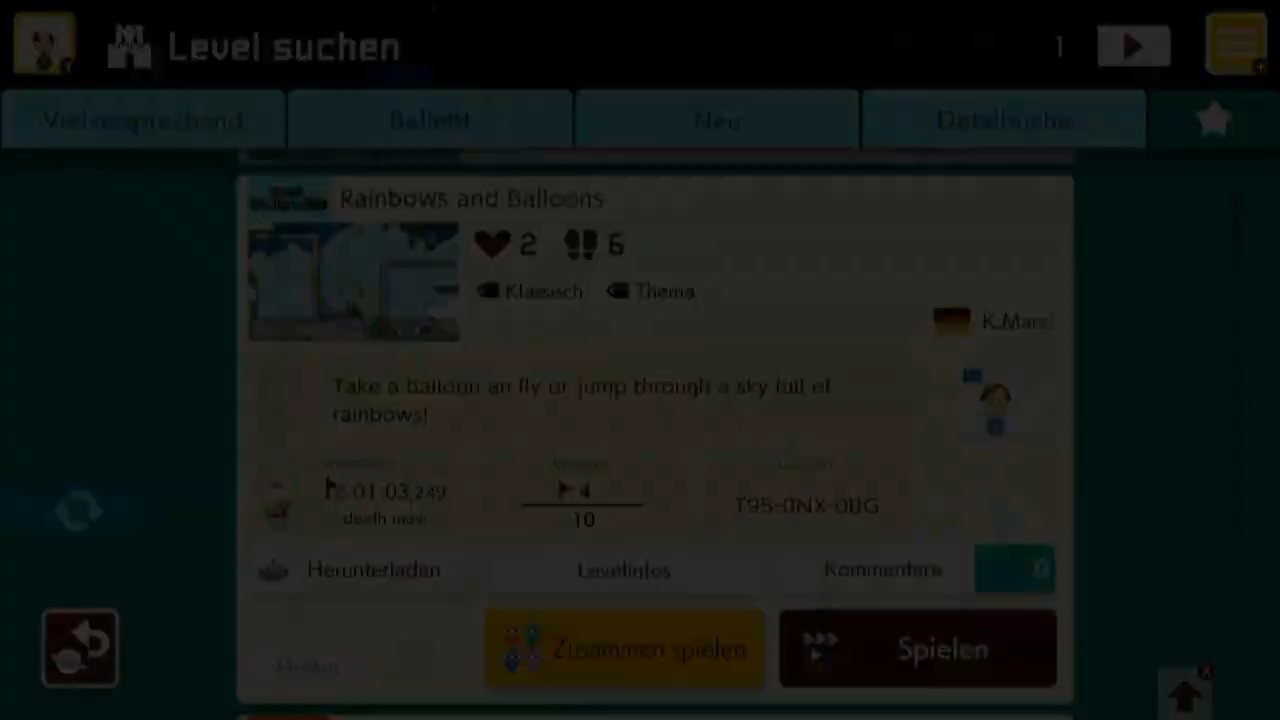 Level suchen
1
Vielversprechend
Beliebt
Neu
Detailsuche
Rainbows and Balloons
2
6
Klassisch
Thema
K.Marcl
Take a balloon an fly or jump through a sky full of
rainbows!
01:03,249
4
10
T95-0NX-0BG
Herunterladen
Levelinfos
Kommentare
0
Zusammen spielen
Spielen
Melden